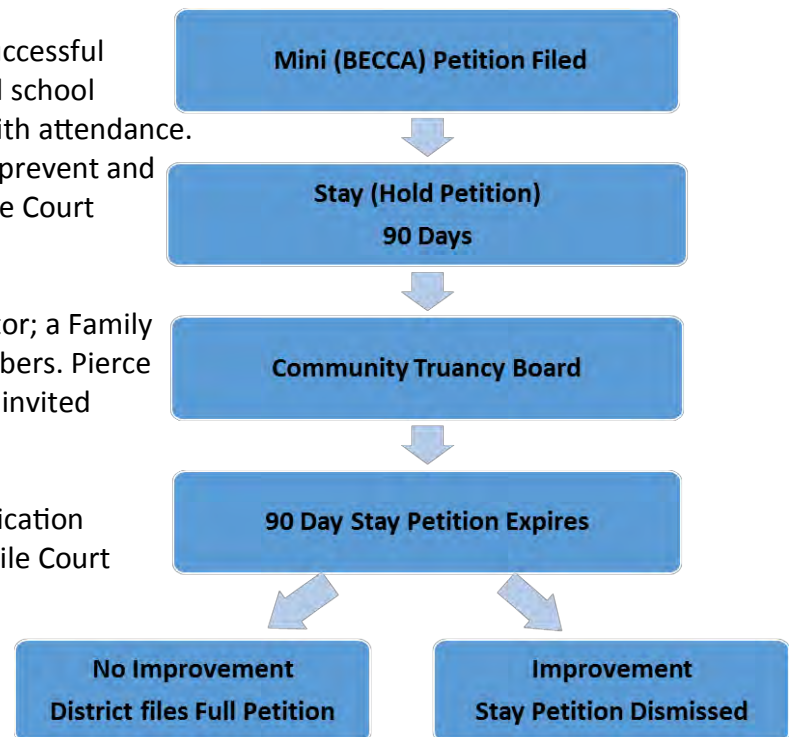 uccessful
school
ith attendance.
prevent and
e Court
tor; a Family
bers. Pierce
invited
ication
ile Court
Mini (BECCA) Petition Filed
Stay (Hold Petition)
90 Days
Community Truancy Board
90 Day Stay Petition Expires
No Improvement
District files Full Petition
Improvement
Stay Petition Dismissed